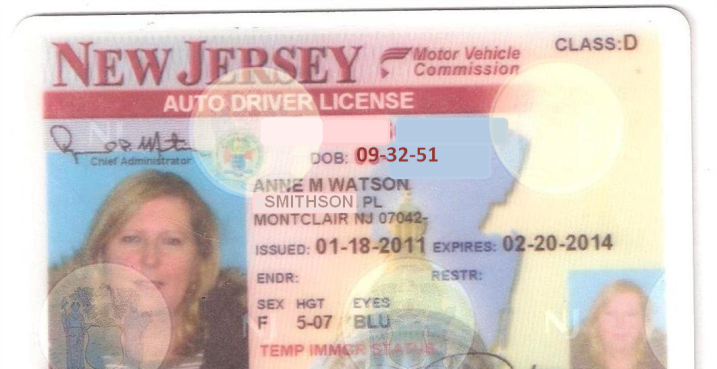 NEW JERSEY
Motor Vehicle
Commission
CLASS:D
AUTO DRIVER LICENSE
Chief Administrator
DOB: 09-32-51
ANNE M WATSON
SMITHSON PL
MONTCLAIR NJ 07042-
ISSUED: 01-18-2011 EXPIRES: 02-20-2014
ENDR: RESTR:
SEX HGT EYES
F 5-07 BLU
TEMP IMMGR STATUS